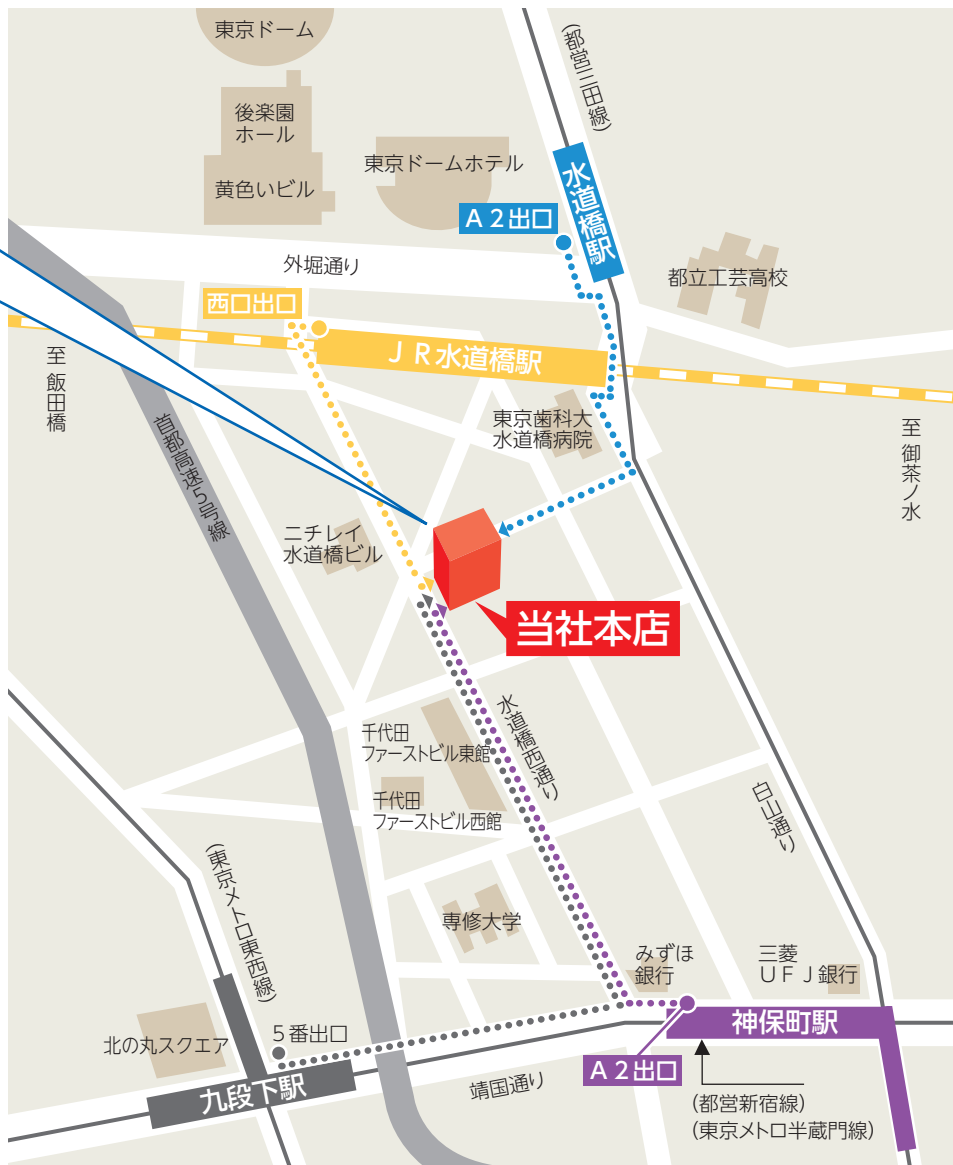 東京ドーム
(都営三田線)
後楽園
ホール
東京ドームホテル
黄色いビル
水道橋駅
A2出口
外堀通り
都立工芸高校
西口出口
JR水道橋駅
至 飯田橋
東京歯科大
水道橋病院
至 御茶ノ水
首都高速5号線
ニチレイ
水道橋ビル
当社本店
水道橋西通り
千代田
ファーストビル東館
千代田
ファーストビル西館
白山通り
(東京メトロ東西線)
専修大学
みずほ
銀行
三菱
UFJ銀行
神保町駅
5番出口
北の丸スクエア
A2出口
九段下駅
靖国通り
(都営新宿線)
(東京メトロ半蔵門線)